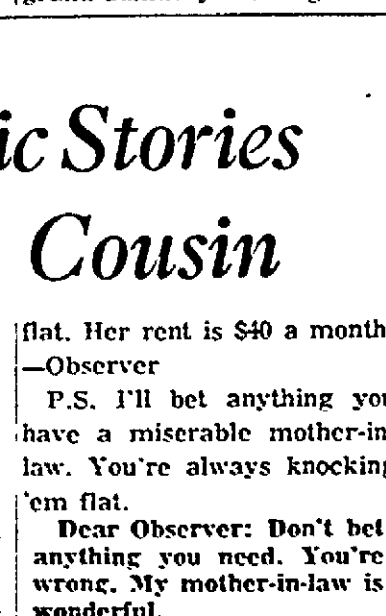 ic Stories
Cousin
flat. Her rent is $40 a month
—Observer
P.S. I'll bet anything you
have a miserable mother-in
law. You're always knocking
'em flat.
Dear Observer: Don't bet
anything you need. You're
wrong. My mother-in-law is
wonderful.